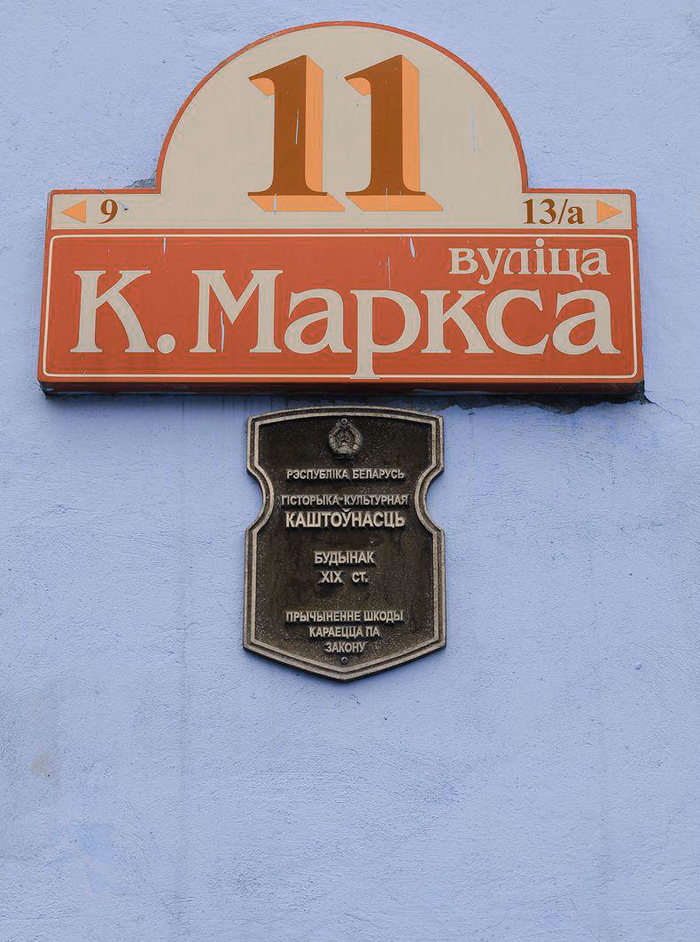 11
9 13/а
вуліца
К. Маркса
РЭСПУБЛІКА БЕЛАРУСЬ
ГІСТОРЫКА-КУЛЬТУРНАЯ
КАШТОЎНАСЦЬ
БУДЫНАК
XIX СТ.
ПРЫЧЫНЕННЕ ШКОДЫ
КАРАЕЦЦА ПА
ЗАКОНУ